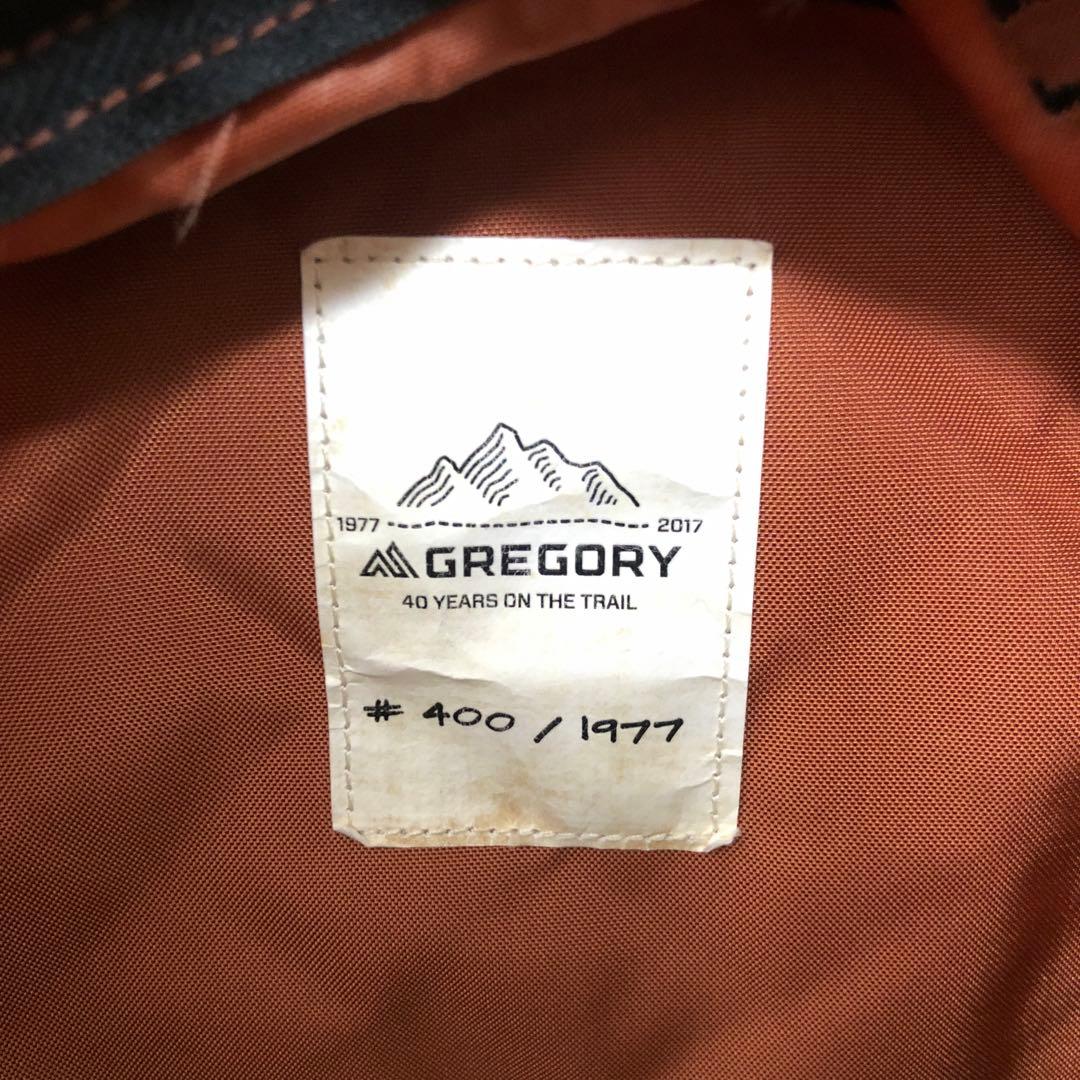 1977 2017
GREGORY
40 YEARS ON THE TRAIL
# 400 / 1977